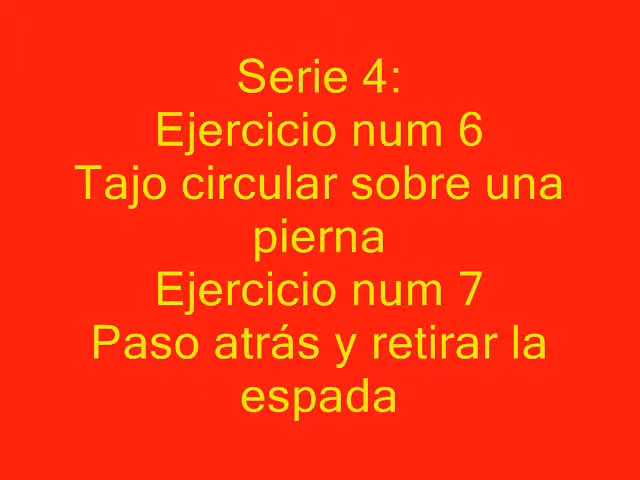 Serie 4:
Ejercicio num 6
Tajo circular sobre una
pierna
Ejercicio num 7
Paso atrás y retirar la
espada